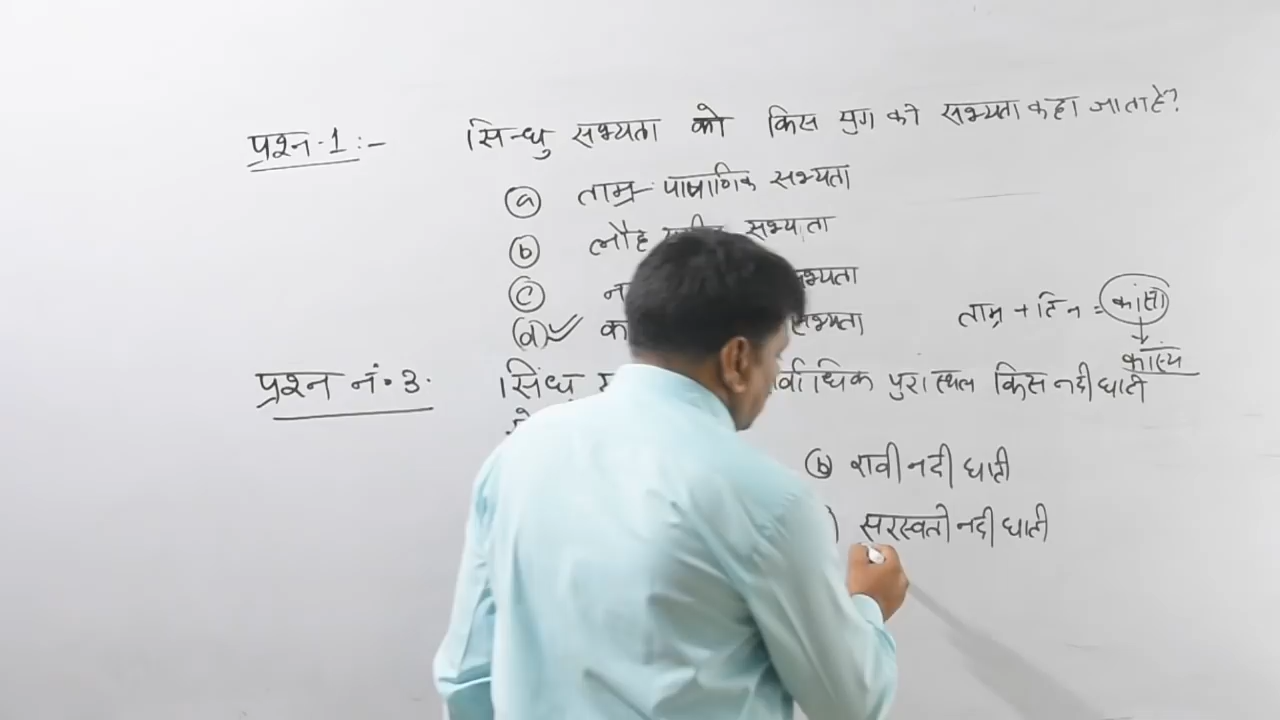 प्रश्न-1:- सिन्धु सभ्यता को किस युग की सभ्यता कहा जाता है?
(a) ताम्र पाषाणिक सभ्यता
(b) लौह सभ्यता
(c) सभ्यता
(d) ✓ सभ्यता
ताम्र + टिन = कांसा
↓
कांस्य
प्रश्न नं॰ 3. सिंधु पुरास्थल किस नदी घाटी
(b) रावी नदी घाटी
) सरस्वती नदी घाटी